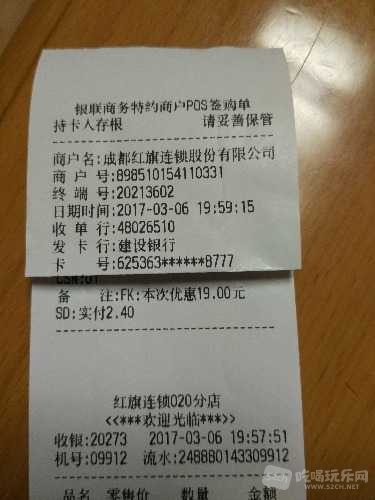 银联商务特约商户POS签购单
持卡人存根 请妥善保管
商户名:成都红旗连锁股份有限公司
商 户 号:898510154110331
终 端 号:20213602
日期时间:2017-03-06 19:59:15
收 单 行:48026510
发 卡 行:建设银行
卡 号:625363******8777
备 注:FK:本次优惠19.00元
SD:实付2.40
红旗连锁020分店
<<***欢迎光临***>>
收银:20273 2017-03-06 19:57:51
机号:09912 流水:248880143309912
品名 零售价 数量 金额
吃喝玩乐网
www.szch.net